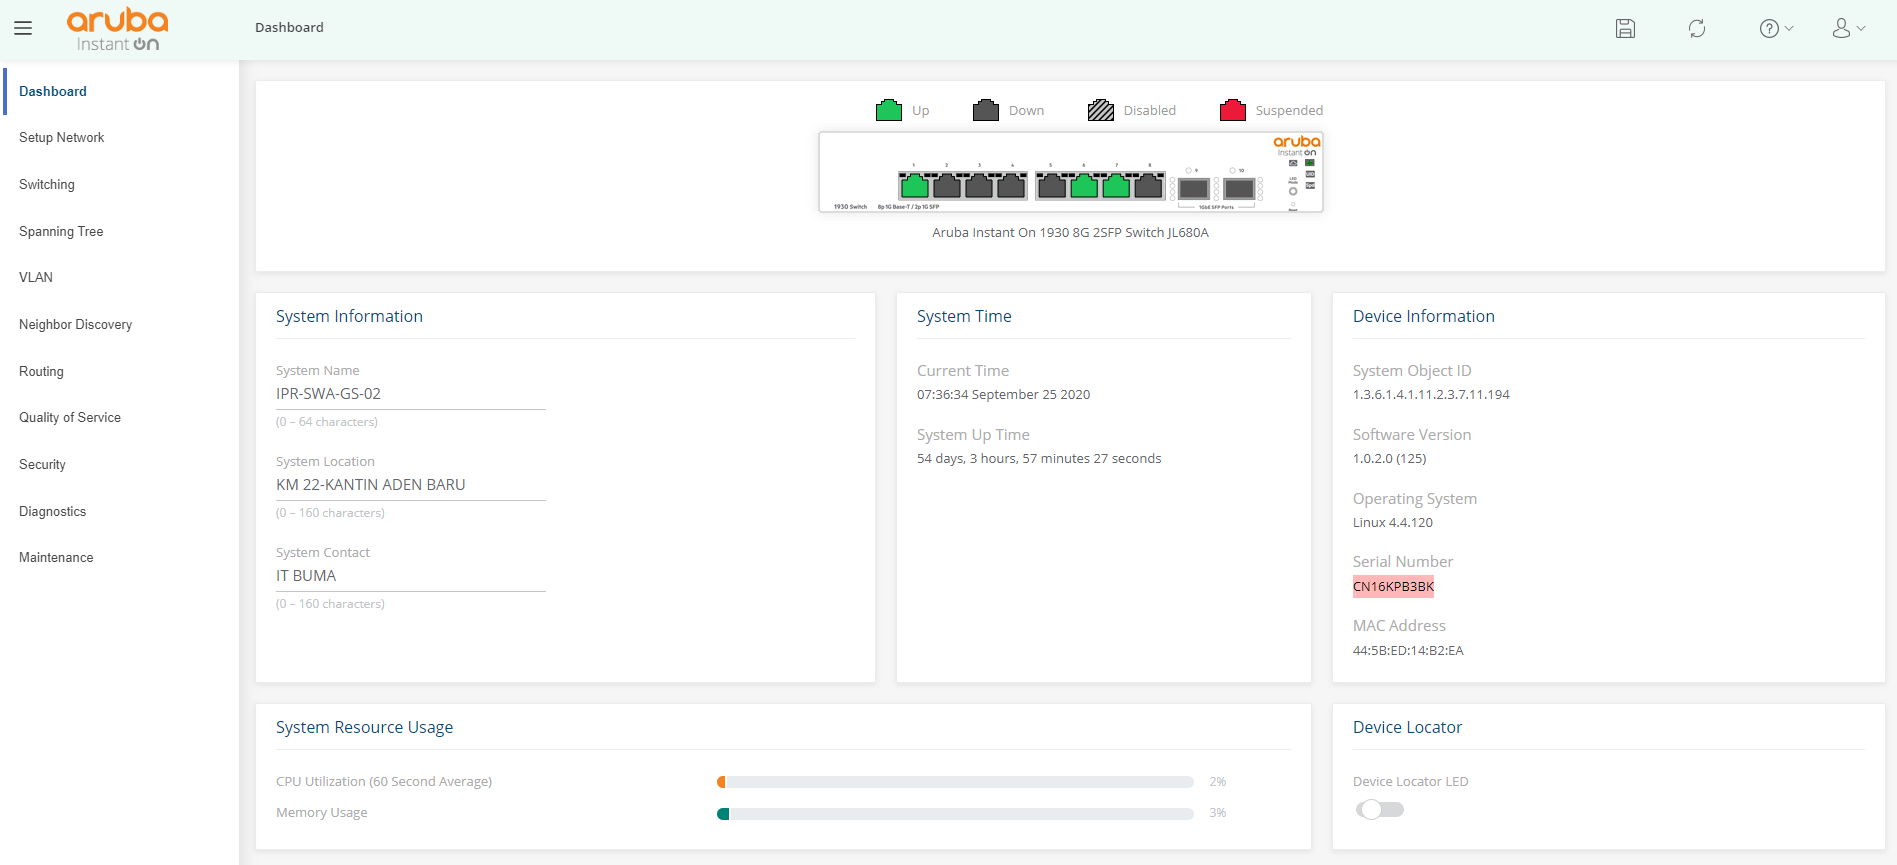 aruba
Instant On
Dashboard
Dashboard
Setup Network
Switching
Spanning Tree
VLAN
Neighbor Discovery
Routing
Quality of Service
Security
Diagnostics
Maintenance
Up Down Disabled Suspended
aruba
Instant On
1 2 3 4 5 6 7 8 9 10
LED
Mode
1930 Switch 8p 1G Base-T / 2p 1G SFP 1GbE SFP Ports Reset
Aruba Instant On 1930 8G 2SFP Switch JL680A
System Information
System Name
IPR-SWA-GS-02
(0 – 64 characters)
System Location
KM 22-KANTIN ADEN BARU
(0 – 160 characters)
System Contact
IT BUMA
(0 – 160 characters)
System Time
Current Time
07:36:34 September 25 2020
System Up Time
54 days, 3 hours, 57 minutes 27 seconds
Device Information
System Object ID
1.3.6.1.4.1.11.2.3.7.11.194
Software Version
1.0.2.0 (125)
Operating System
Linux 4.4.120
Serial Number
CN16KPB3BK
MAC Address
44:5B:ED:14:B2:EA
System Resource Usage
CPU Utilization (60 Second Average) 2%
Memory Usage 3%
Device Locator
Device Locator LED